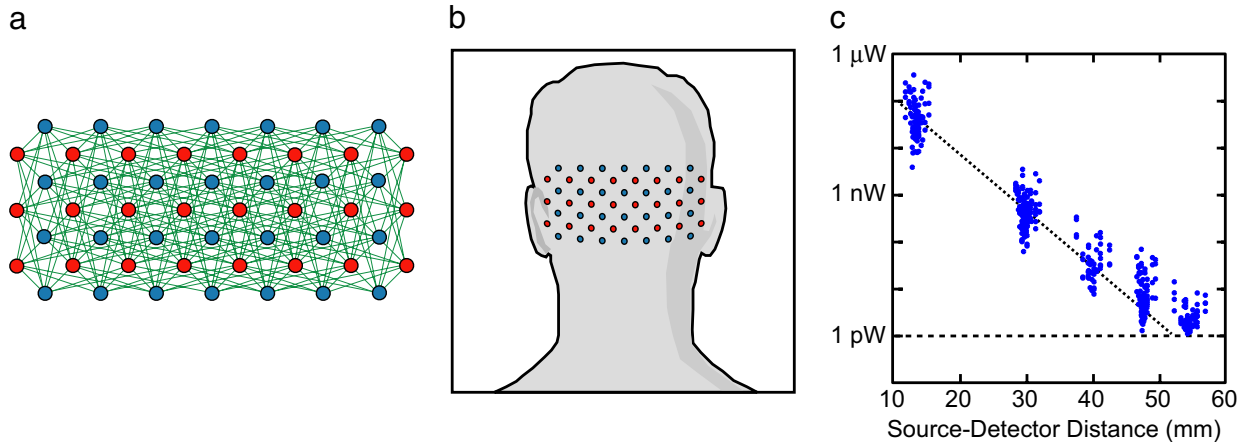 a
b
c
1 μW
1 nW
1 pW
10 20 30 40 50 60
Source-Detector Distance (mm)